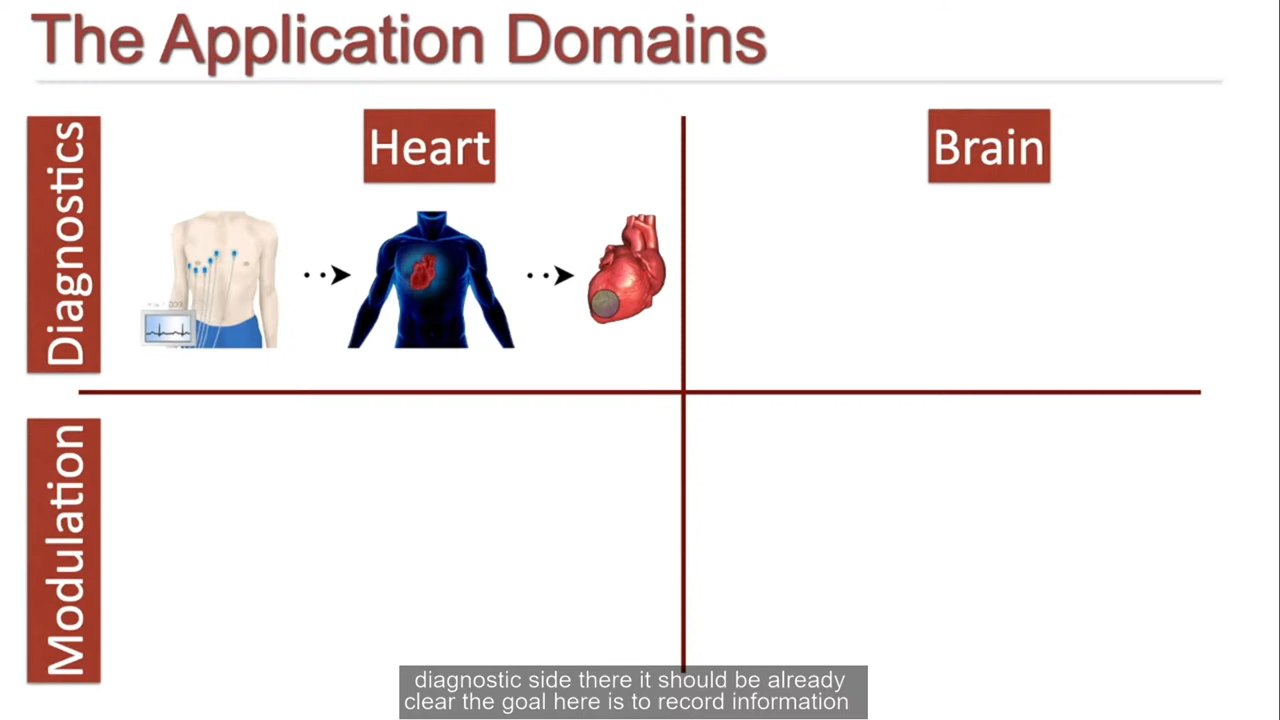 The Application Domains
Heart
Brain
Diagnostics
Modulation
diagnostic side there it should be already
clear the goal here is to record information